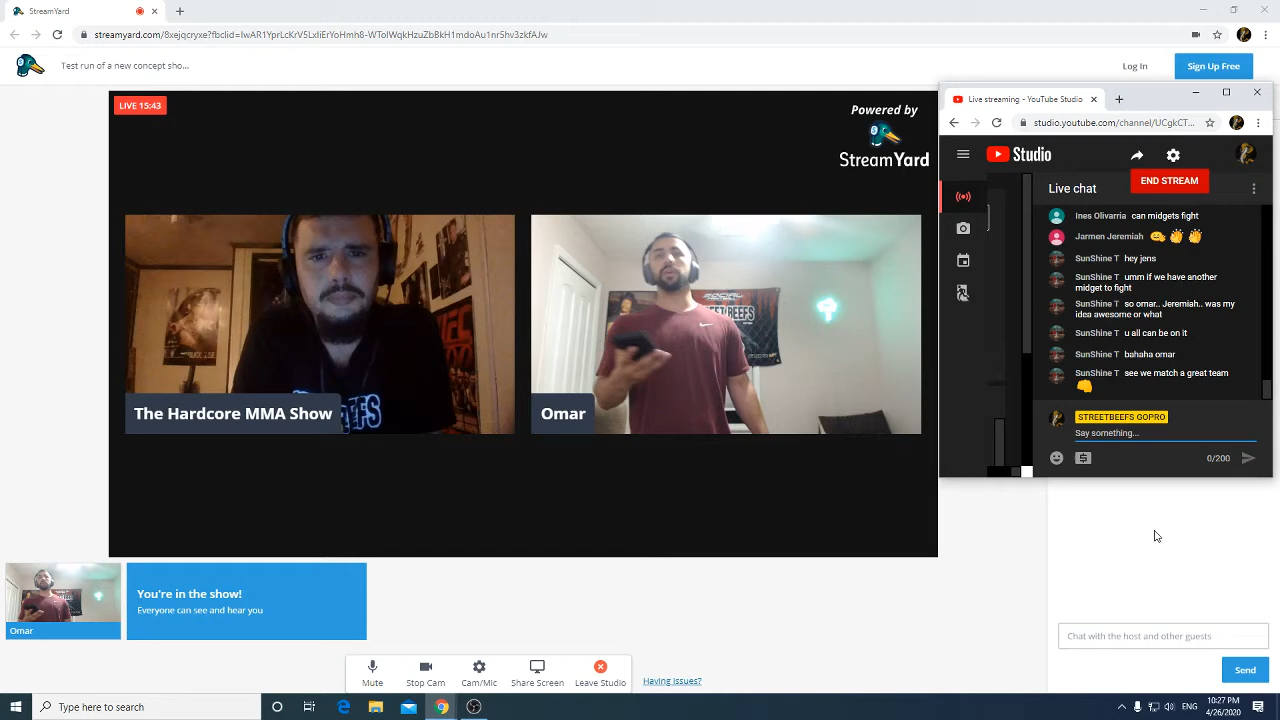 StreamYard
streamyard.com/8xejqcryxe?fbclid=IwAR1YprLcKrV5LxliErYoHmh8-WTolWqkHzuZbBkH1mdoAu1nr5hv3zkfAJw
Test run of a new concept sho...
Log In
Sign Up Free
LIVE 15:43
Powered by
StreamYard
The Hardcore MMA Show
Omar
Live streaming - YouTube Studio
studio.youtube.com/channel/UCgkCT...
Studio
END STREAM
Live chat
Ines Olivarria can midgets fight
Jarmen Jeremiah 😊 👏 👏
SunShine T hey jens
SunShine T umm if we have another
midget to fight
SunShine T so omar.. Jeremiah.. was my
idea awesome or what
SunShine T u all can be on it
SunShine T bahaha omar
SunShine T see we match a great team
👊
STREETBEEFS GOPRO
Say something...
0/200
Omar
You're in the show!
Everyone can see and hear you
Chat with the host and other guests
Send
Mute
Stop Cam
Cam/Mic
Share Screen
Leave Studio
Having issues?
Type here to search
10:27 PM
4/26/2020